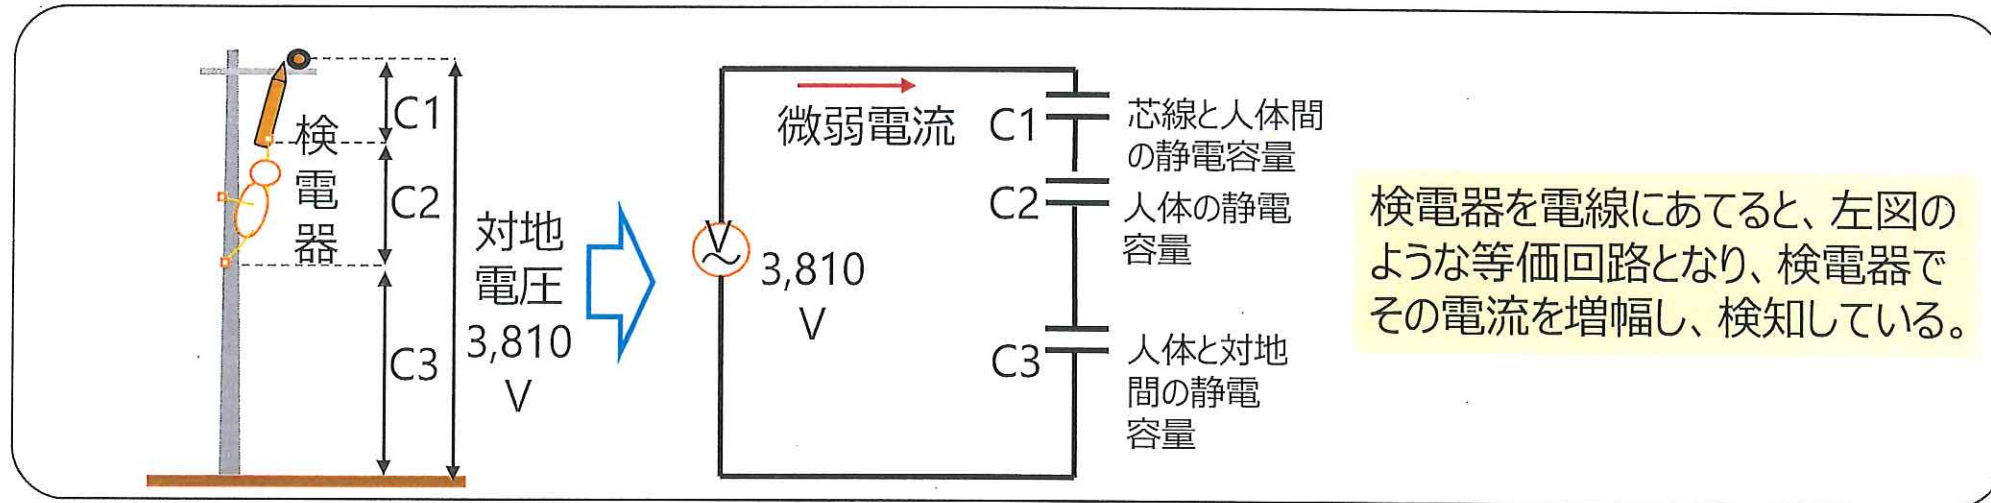 検
電
器
C1
C2
C3
対地
電圧
3,810
V
微弱電流
V
3,810
V
C1
芯線と人体間
の静電容量
C2
人体の静電
容量
C3
人体と対地
間の静電
容量
検電器を電線にあてると、左図の
ような等価回路となり、検電器で
その電流を増幅し、検知している。